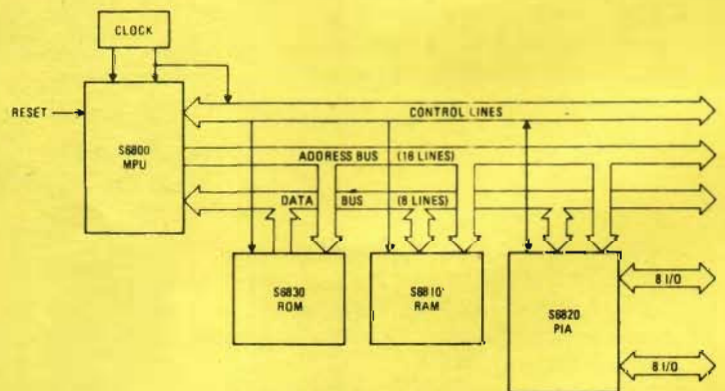 CLOCK
RESET
S6800
MPU
CONTROL LINES
ADDRESS BUS (16 LINES)
DATA BUS (8 LINES)
S6830
ROM
S6810
RAM
S6820
PIA
8 I/O
8 I/O